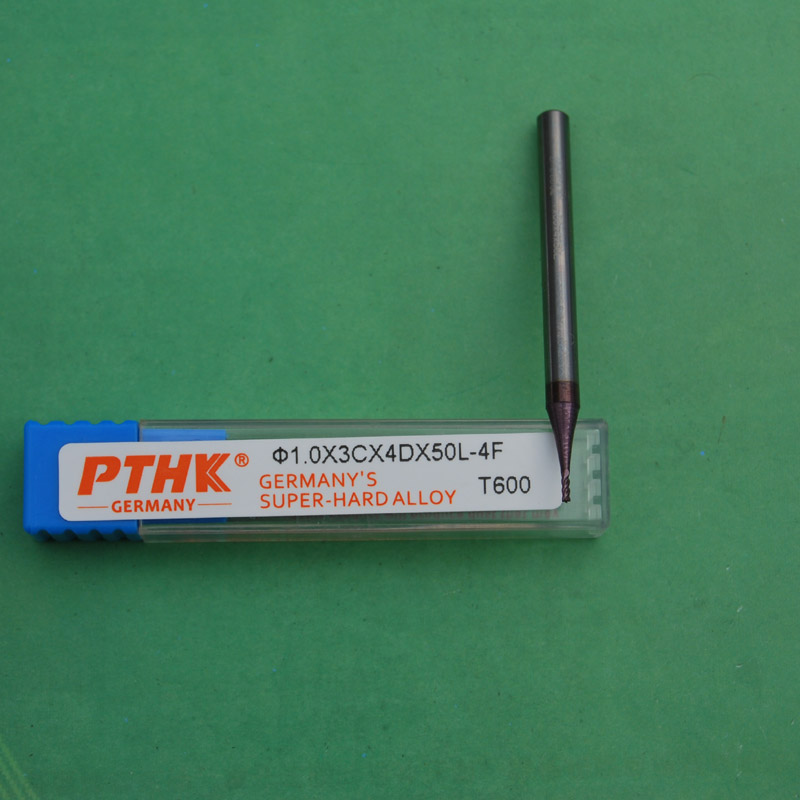 PTHK®
GERMANY
Φ1.0X3CX4DX50L-4F
GERMANY'S
SUPER-HARD ALLOY
T600